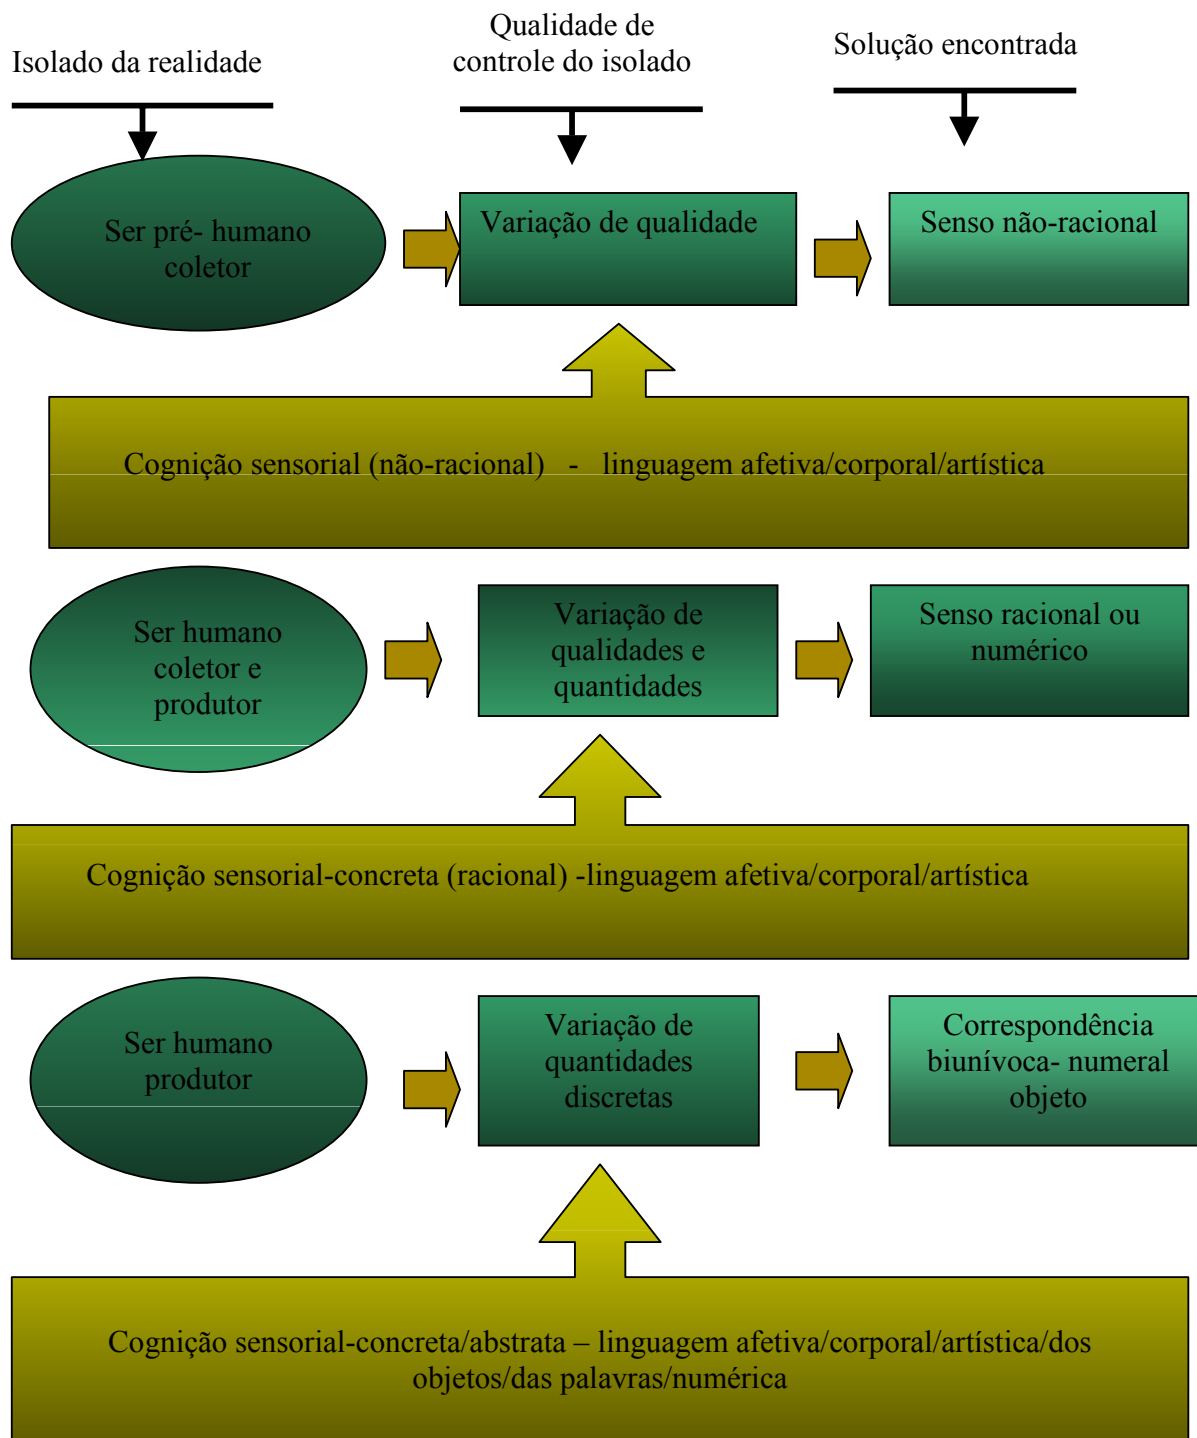 Isolado da realidade
Qualidade de
controle do isolado
Solução encontrada
Ser pré- humano
coletor
Variação de qualidade
Senso não-racional
Cognição sensorial (não-racional) - linguagem afetiva/corporal/artística
Ser humano
coletor e
produtor
Variação de
qualidades e
quantidades
Senso racional ou
numérico
Cognição sensorial-concreta (racional) -linguagem afetiva/corporal/artística
Ser humano
produtor
Variação de
quantidades
discretas
Correspondência
biunívoca- numeral
objeto
Cognição sensorial-concreta/abstrata – linguagem afetiva/corporal/artística/dos
objetos/das palavras/numérica